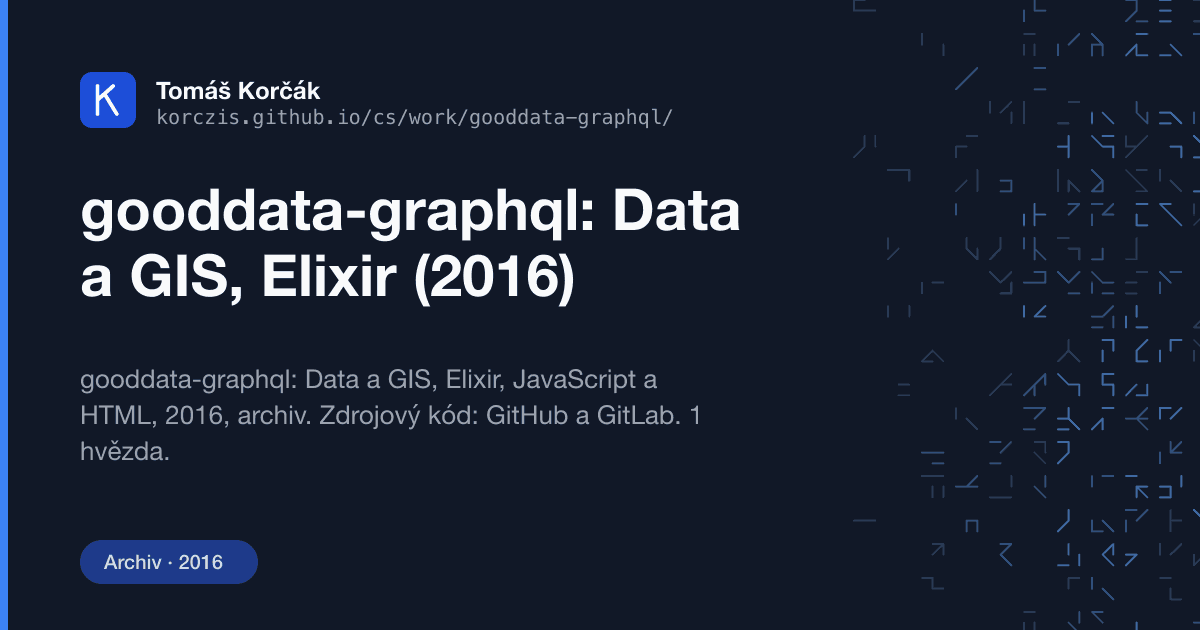 K
Tomáš Korčák
korczis.github.io/cs/work/gooddata-graphql/
gooddata-graphql: Data
a GIS, Elixir (2016)
gooddata-graphql: Data a GIS, Elixir, JavaScript a
HTML, 2016, archiv. Zdrojový kód: GitHub a GitLab. 1
hvězda.
Archiv · 2016